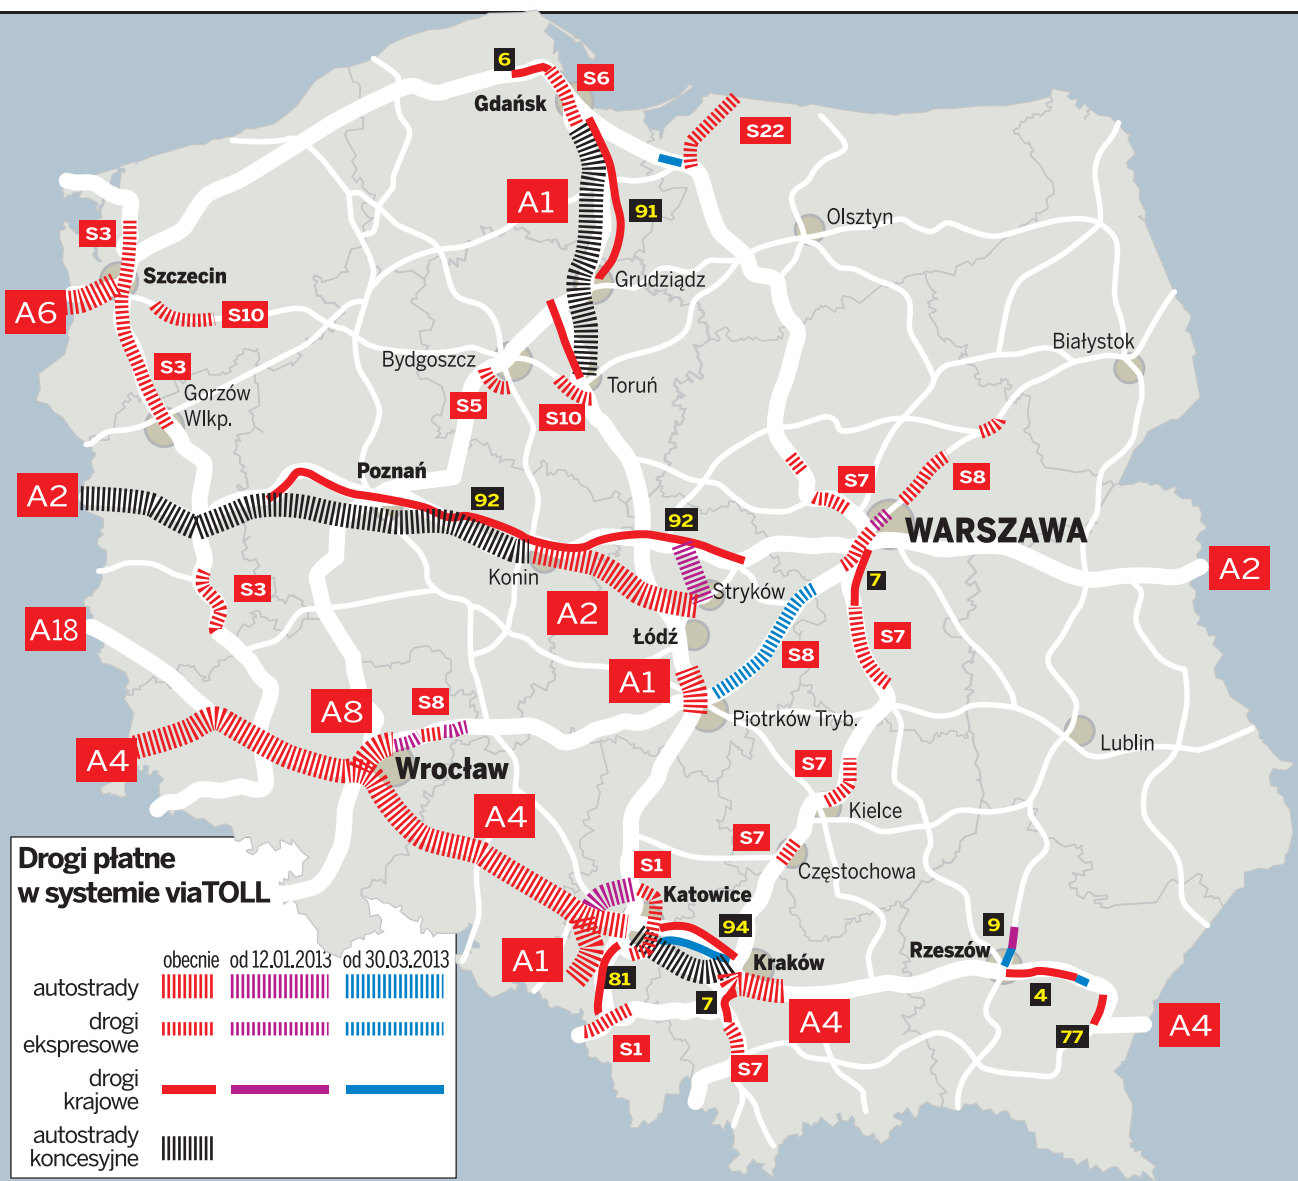 6
S6
Gdańsk
S22
A1
91
Olsztyn
S3
Szczecin
Grudziądz
A6
S10
Białystok
Bydgoszcz
S3
Toruń
Gorzów
Wlkp.
S5
S10
Poznań
S7
S8
A2
92
92
WARSZAWA
A2
Konin
7
S3
Stryków
A2
A18
Łódź
S7
S8
A1
A8
S8
Piotrków Tryb.
Lublin
A4
Wrocław
S7
Kielce
A4
S7
S1
Częstochowa
Katowice
94
9
Rzeszów
A1
Kraków
81
7
4
A4
77
A4
S1
S7
Drogi płatne
w systemie viaTOLL
obecnie od 12.01.2013 od 30.03.2013
autostrady
drogi
ekspresowe
drogi
krajowe
autostrady
koncesyjne